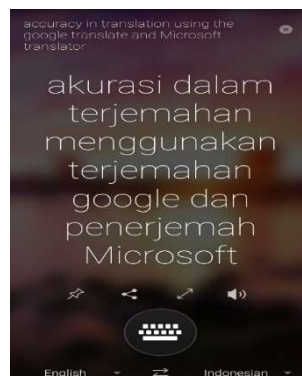 accuracy in translation using the
google translate and Microsoft
translator
akurasi dalam
terjemahan
menggunakan
terjemahan
google dan
penerjemah
Microsoft
English Indonesian